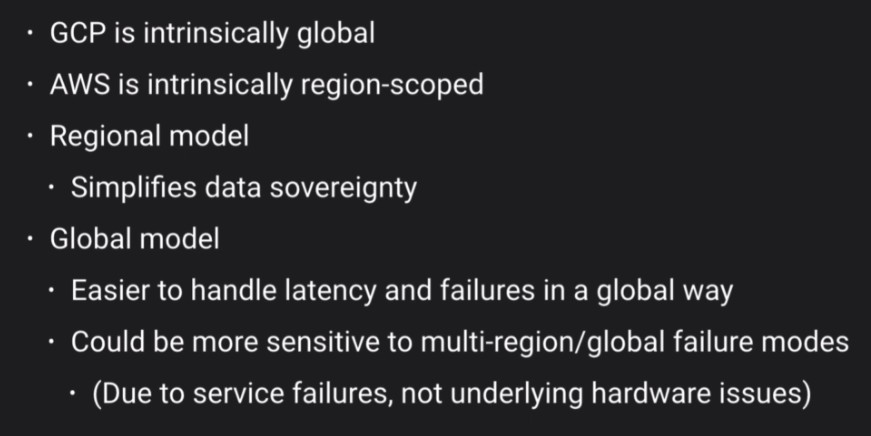 · GCP is intrinsically global
· AWS is intrinsically region-scoped
· Regional model
· Simplifies data sovereignty
· Global model
· Easier to handle latency and failures in a global way
· Could be more sensitive to multi-region/global failure modes
· (Due to service failures, not underlying hardware issues)